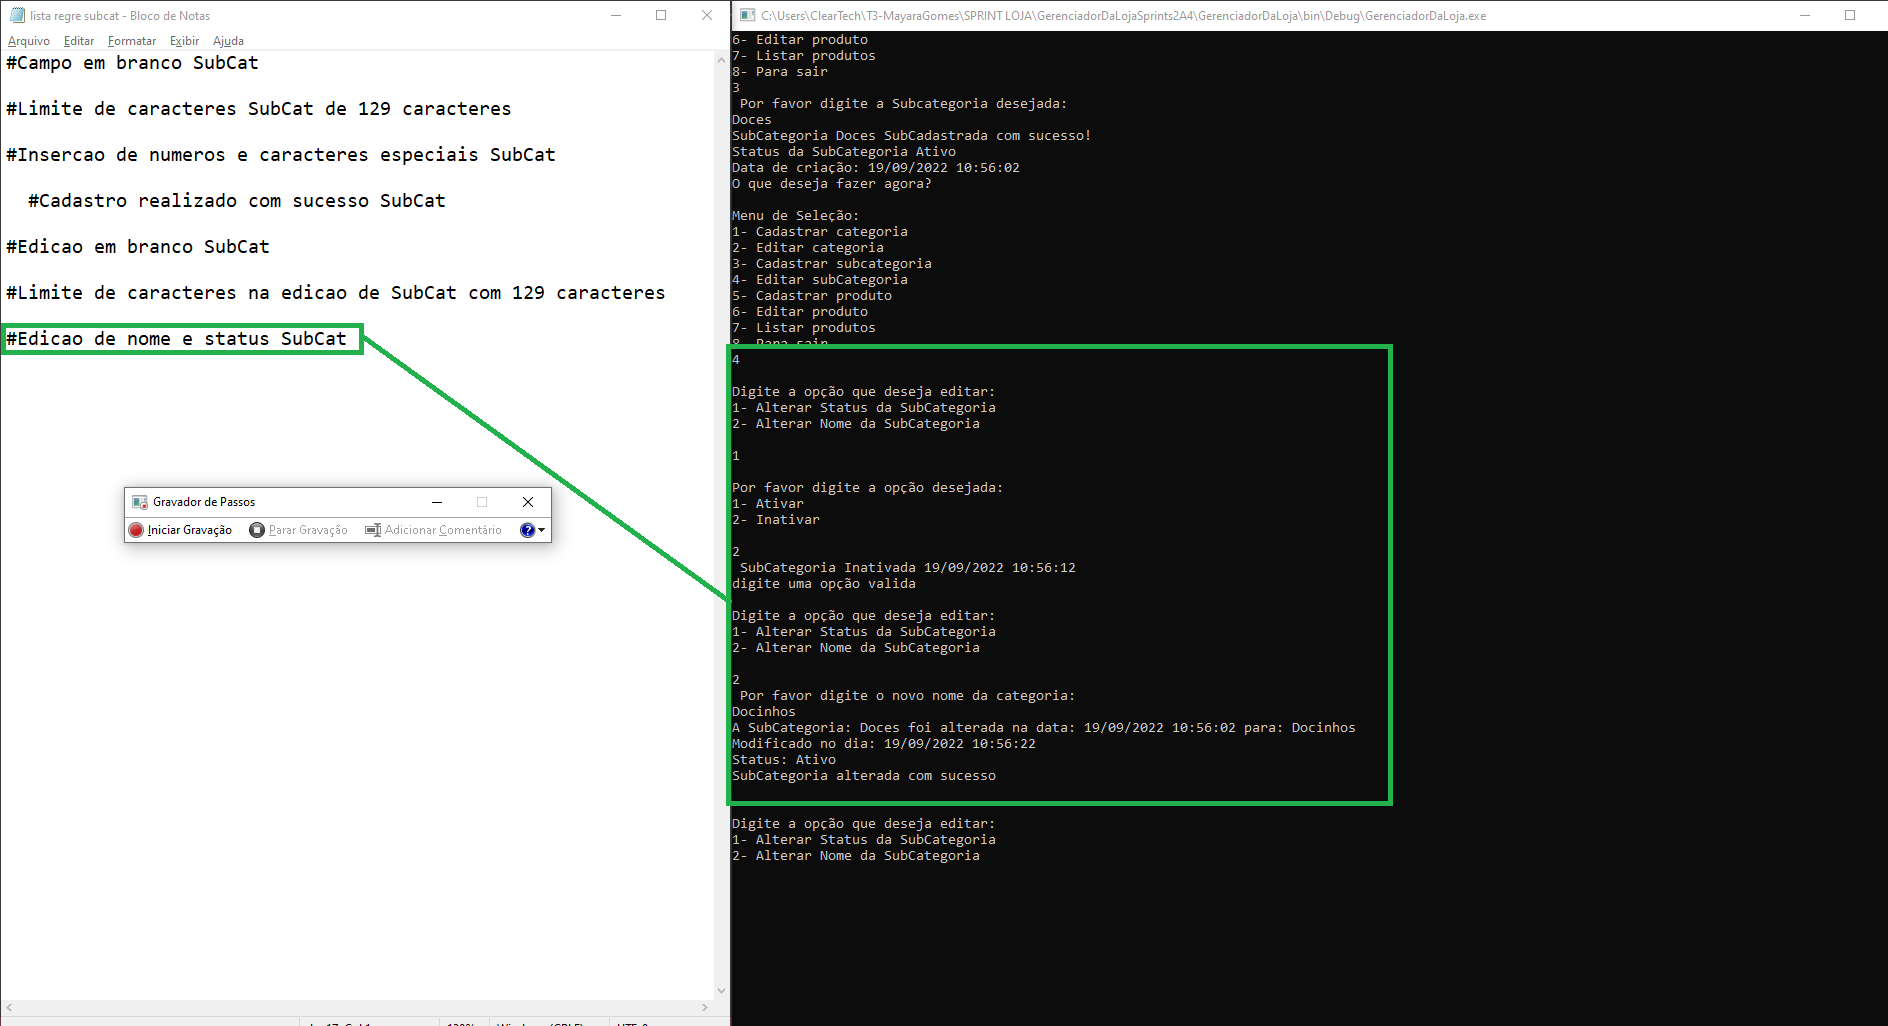 lista regre subcat - Bloco de Notas
Arquivo Editar Formatar Exibir Ajuda
#Campo em branco SubCat
#Limite de caracteres SubCat de 129 caracteres
#Insercao de numeros e caracteres especiais SubCat
#Cadastro realizado com sucesso SubCat
#Edicao em branco SubCat
#Limite de caracteres na edicao de SubCat com 129 caracteres
#Edicao de nome e status SubCat
Gravador de Passos
Iniciar Gravação Parar Gravação Adicionar Comentário
C:\Users\ClearTech\T3-MayaraGomes\SPRINT LOJA\GerenciadorDaLojaSprints2A4\GerenciadorDaLoja\bin\Debug\GerenciadorDaLoja.exe
6- Editar produto
7- Listar produtos
8- Para sair
3
Por favor digite a Subcategoria desejada:
Doces
SubCategoria Doces SubCadastrada com sucesso!
Status da SubCategoria Ativo
Data de criação: 19/09/2022 10:56:02
O que deseja fazer agora?
Menu de Seleção:
1- Cadastrar categoria
2- Editar categoria
3- Cadastrar subcategoria
4- Editar subCategoria
5- Cadastrar produto
6- Editar produto
7- Listar produtos
8- Para sair
4
Digite a opção que deseja editar:
1- Alterar Status da SubCategoria
2- Alterar Nome da SubCategoria
1
Por favor digite a opção desejada:
1- Ativar
2- Inativar
2
SubCategoria Inativada 19/09/2022 10:56:12
digite uma opção valida
Digite a opção que deseja editar:
1- Alterar Status da SubCategoria
2- Alterar Nome da SubCategoria
2
Por favor digite o novo nome da categoria:
Docinhos
A SubCategoria: Doces foi alterada na data: 19/09/2022 10:56:02 para: Docinhos
Modificado no dia: 19/09/2022 10:56:22
Status: Ativo
SubCategoria alterada com sucesso
Digite a opção que deseja editar:
1- Alterar Status da SubCategoria
2- Alterar Nome da SubCategoria